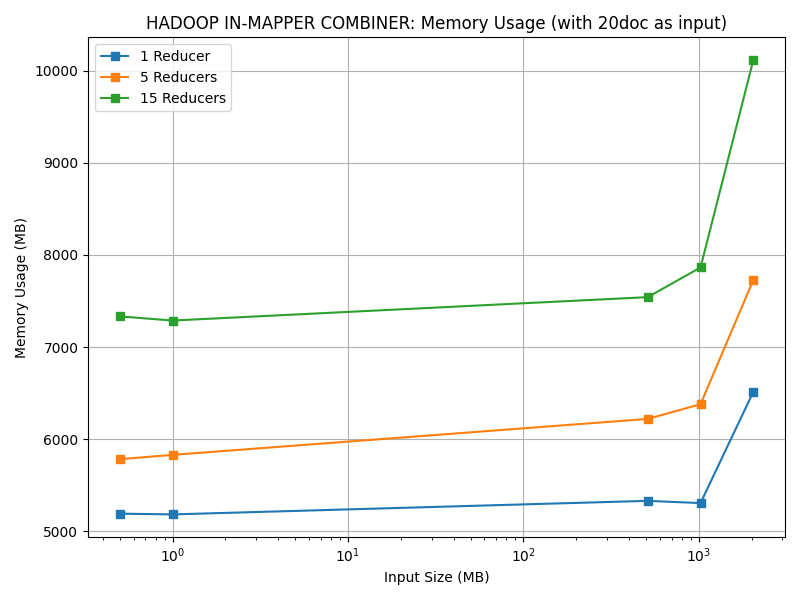 HADOOP IN-MAPPER COMBINER: Memory Usage (with 20doc as input)
1 Reducer
5 Reducers
15 Reducers
10000
9000
8000
7000
6000
5000
Memory Usage (MB)
10⁰ 10¹ 10² 10³
Input Size (MB)